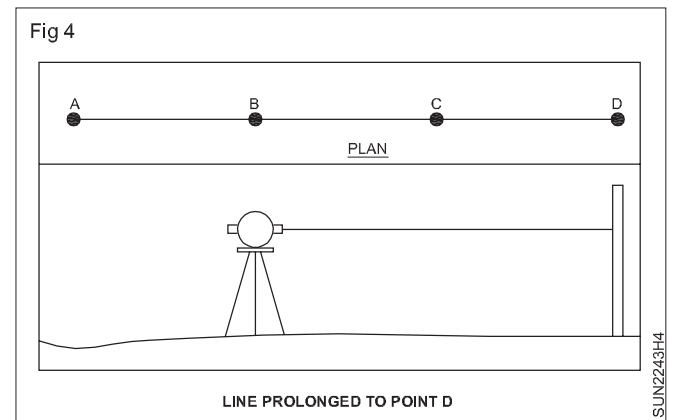 Fig 4
A B C D
PLAN
LINE PROLONGED TO POINT D
SUN2243H4